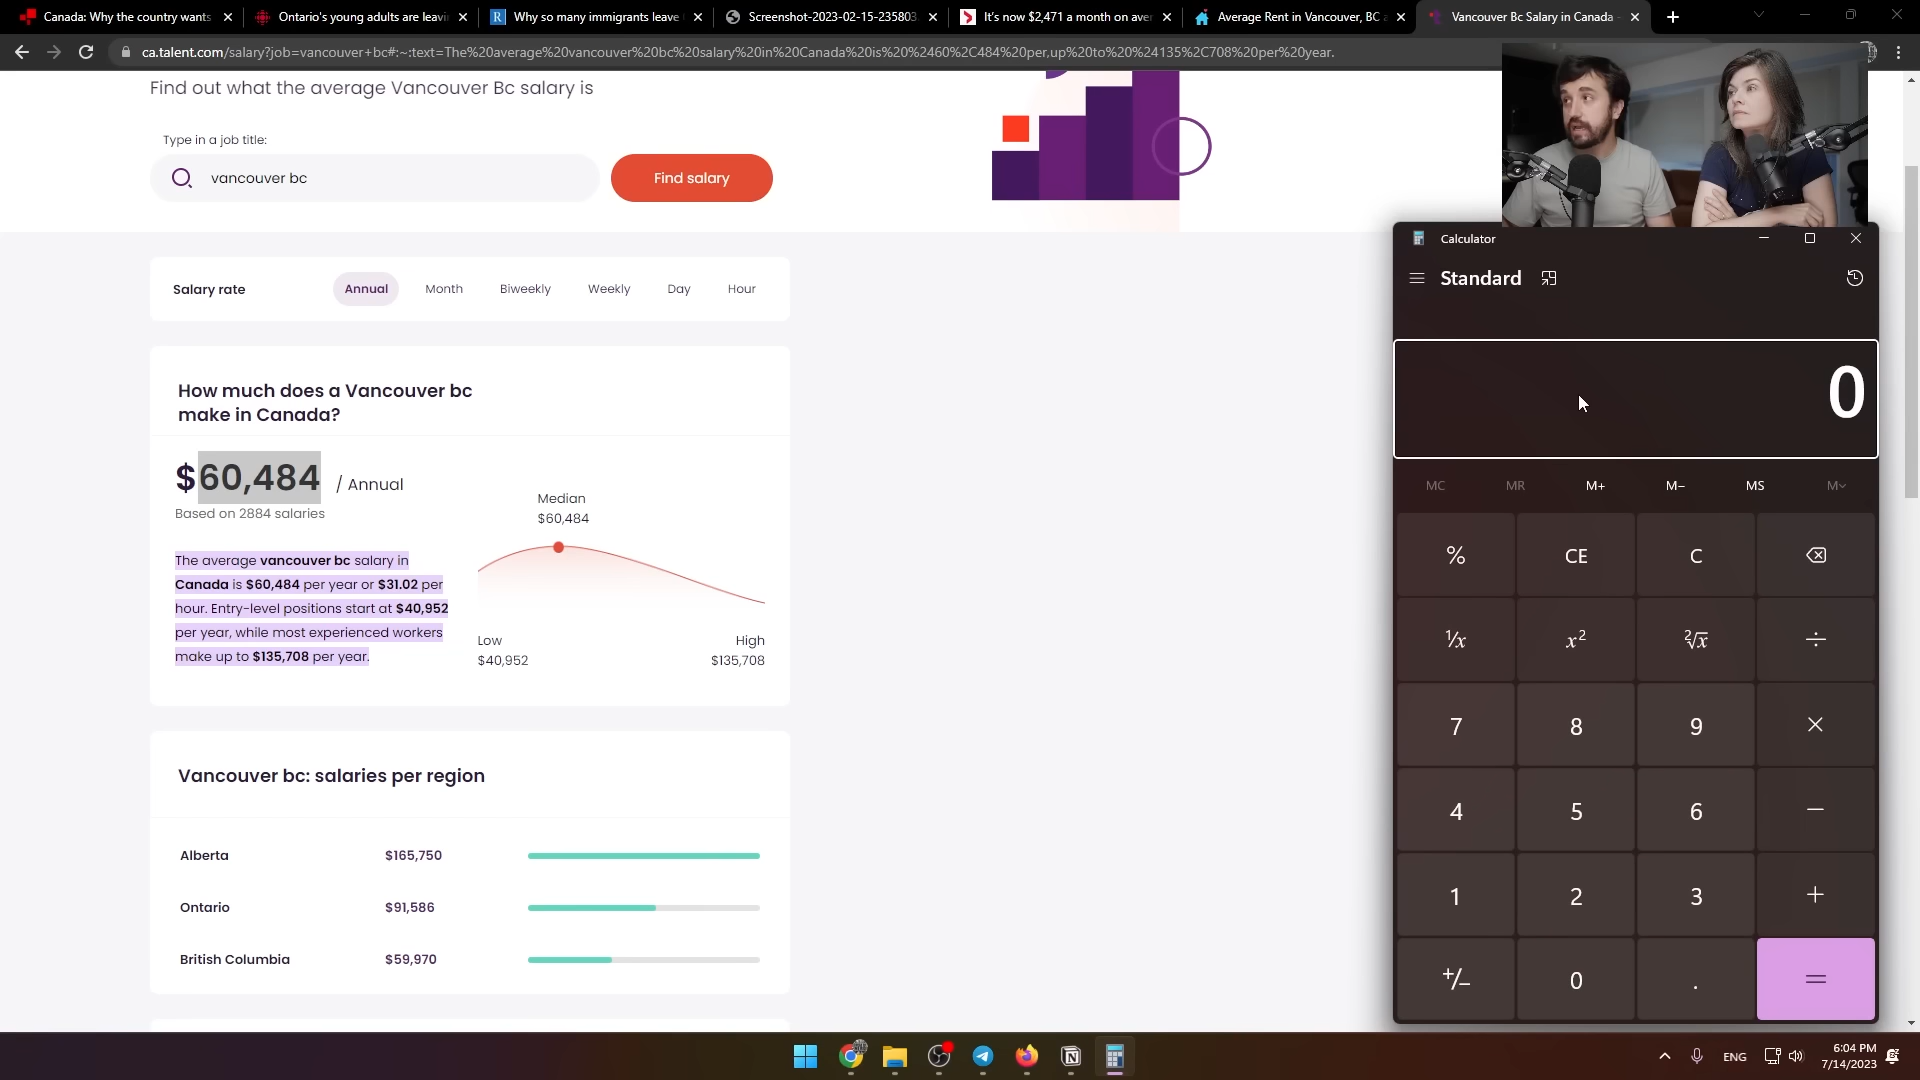 Canada: Why the country wants
Ontario's young adults are leavi
Why so many immigrants leave
Screenshot-2023-02-15-235803
It's now $2,471 a month on aver
Average Rent in Vancouver, BC
Vancouver Bc Salary in Canada -
ca.talent.com/salary?job=vancouver+bc#:~:text=The%20average%20vancouver%20bc%20salary%20in%20Canada%20is%20%2460%2C484%20per,up%20to%20%24135%2C708%20per%20year.
Find out what the average Vancouver Bc salary is
Type in a job title:
vancouver bc
Find salary
Salary rate
Annual
Month
Biweekly
Weekly
Day
Hour
How much does a Vancouver bc
make in Canada?
$60,484 / Annual
Based on 2884 salaries
The average vancouver bc salary in
Canada is $60,484 per year or $31.02 per
hour. Entry-level positions start at $40,952
per year, while most experienced workers
make up to $135,708 per year.
Median
$60,484
Low
$40,952
High
$135,708
Vancouver bc: salaries per region
Alberta $165,750
Ontario $91,586
British Columbia $59,970
Calculator
Standard
0
MC MR M+ M− MS M˅
% CE C
¹/x x² ²√x ÷
7 8 9 ×
4 5 6 −
1 2 3 +
+/− 0 . =
ENG
6:04 PM
7/14/2023